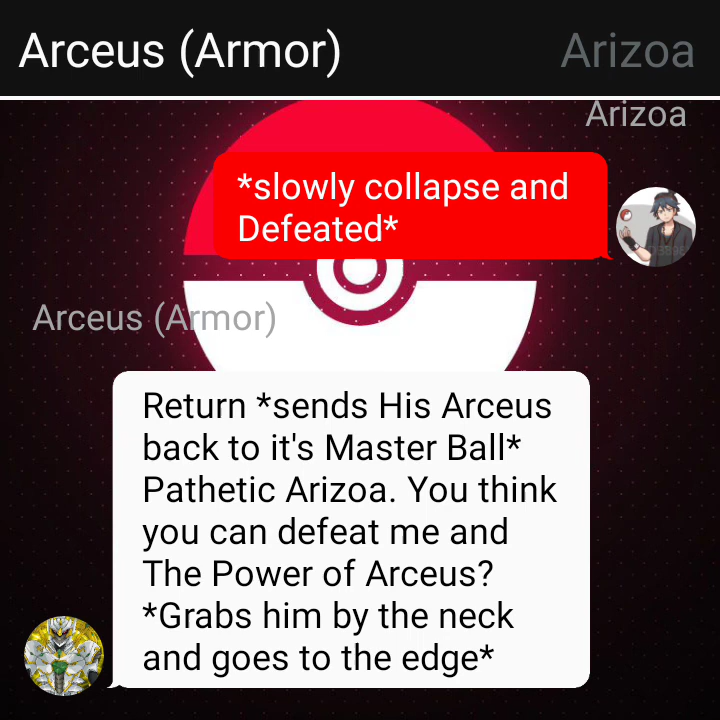 Arceus (Armor) Arizoa
Arizoa
*slowly collapse and
Defeated*
Arceus (Armor)
Return *sends His Arceus
back to it's Master Ball*
Pathetic Arizoa. You think
you can defeat me and
The Power of Arceus?
*Grabs him by the neck
and goes to the edge*